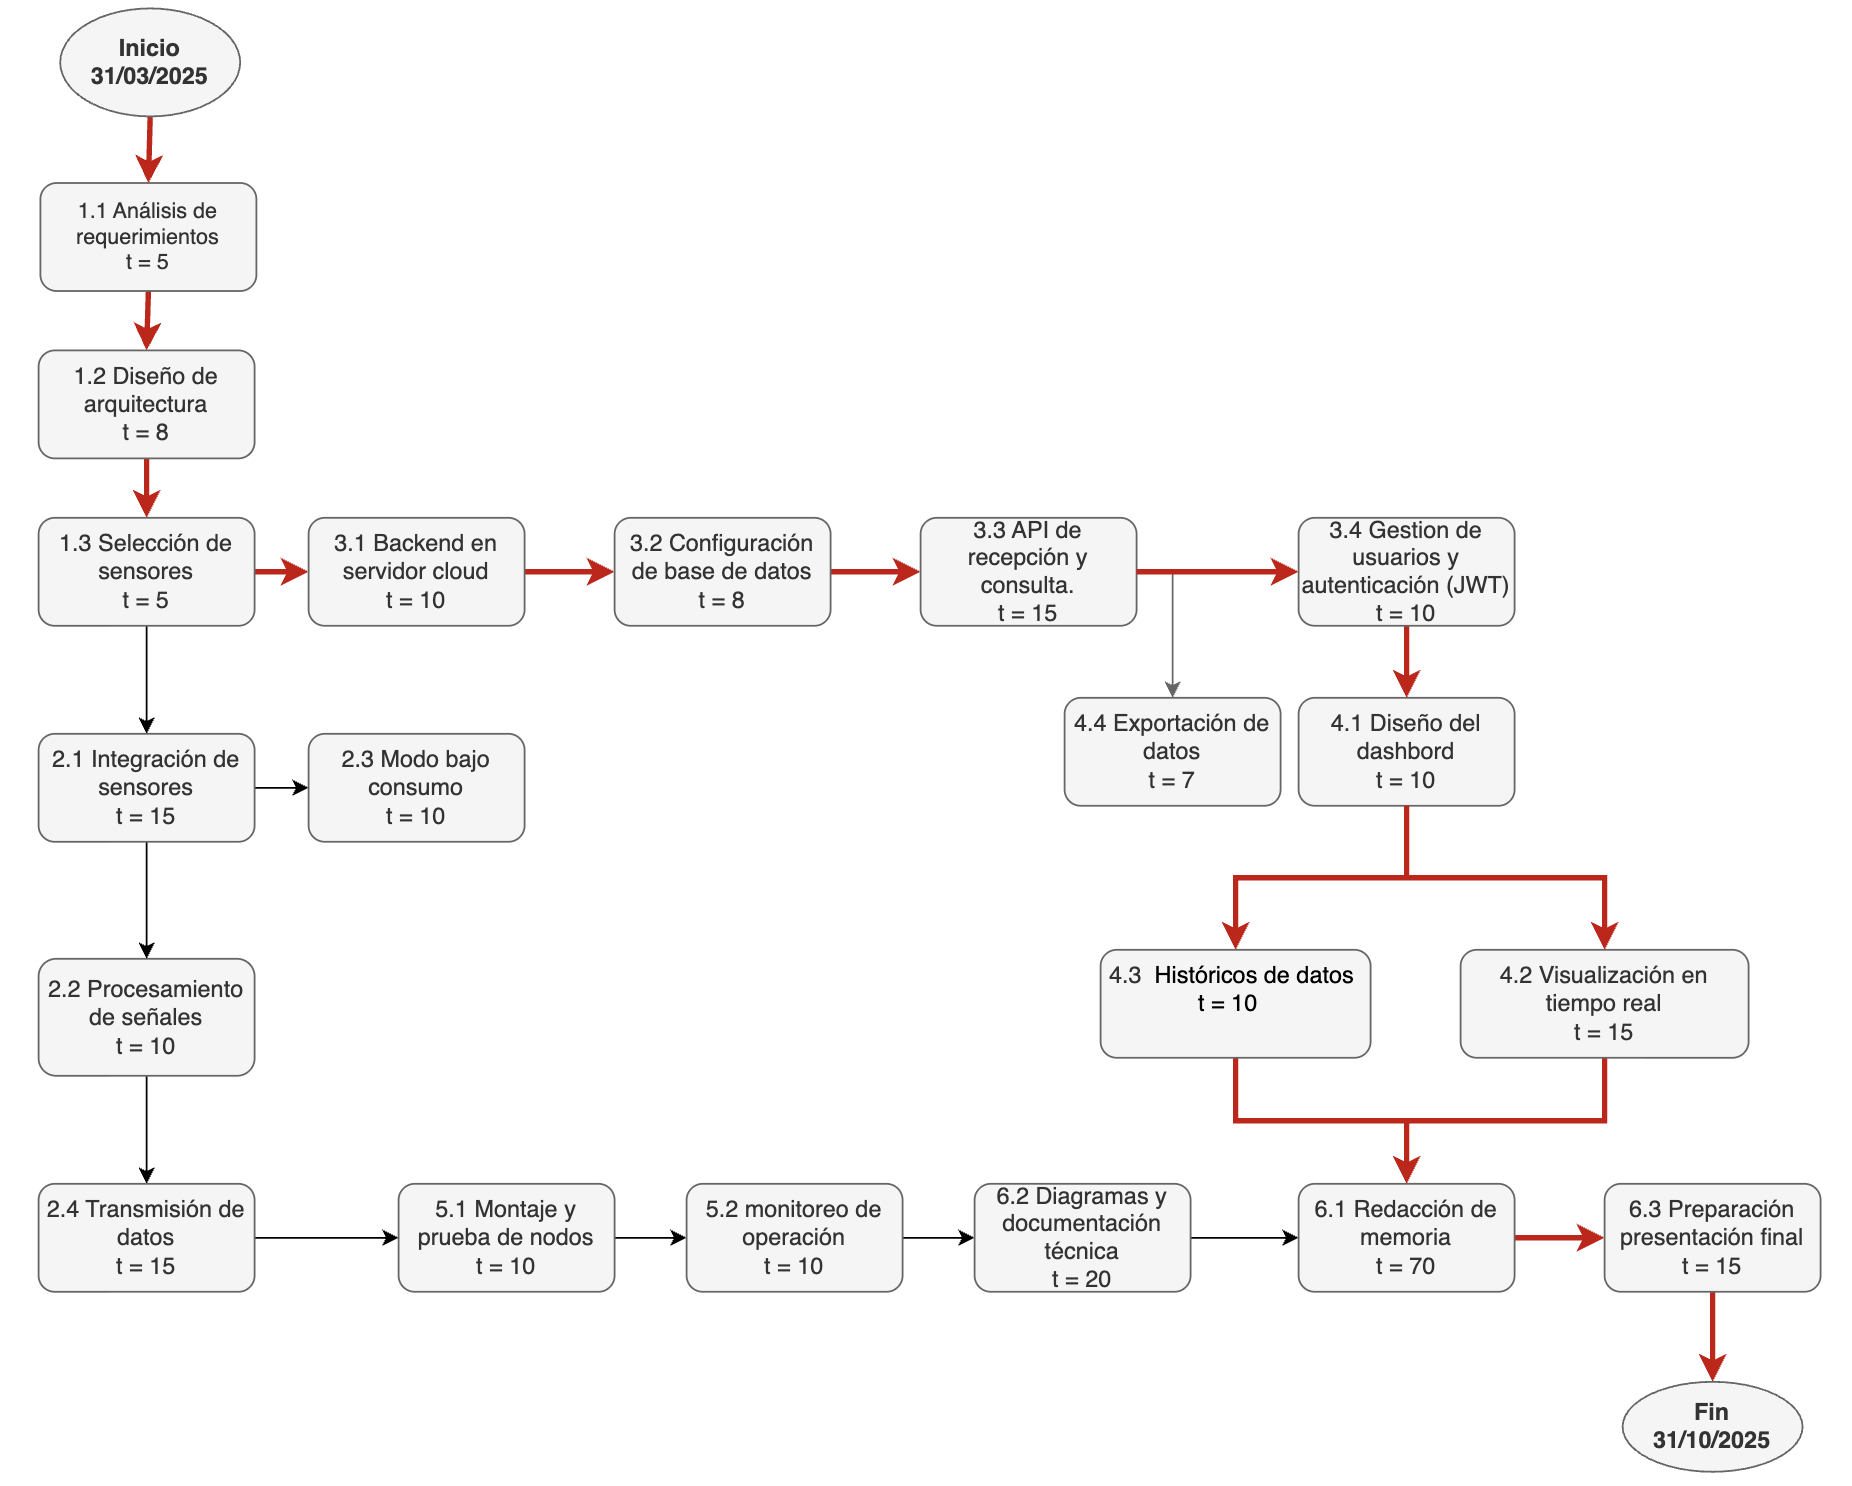 Inicio
31/03/2025
1.1 Análisis de
requerimientos
t = 5
1.2 Diseño de
arquitectura
t = 8
1.3 Selección de
sensores
t = 5
3.1 Backend en
servidor cloud
t = 10
3.2 Configuración
de base de datos
t = 8
3.3 API de
recepción y
consulta.
t = 15
3.4 Gestion de
usuarios y
autenticación (JWT)
t = 10
4.4 Exportación de
datos
t = 7
4.1 Diseño del
dashbord
t = 10
2.1 Integración de
sensores
t = 15
2.3 Modo bajo
consumo
t = 10
4.3 Históricos de datos
t = 10
4.2 Visualización en
tiempo real
t = 15
2.2 Procesamiento
de señales
t = 10
2.4 Transmisión de
datos
t = 15
5.1 Montaje y
prueba de nodos
t = 10
5.2 monitoreo de
operación
t = 10
6.2 Diagramas y
documentación
técnica
t = 20
6.1 Redacción de
memoria
t = 70
6.3 Preparación
presentación final
t = 15
Fin
31/10/2025